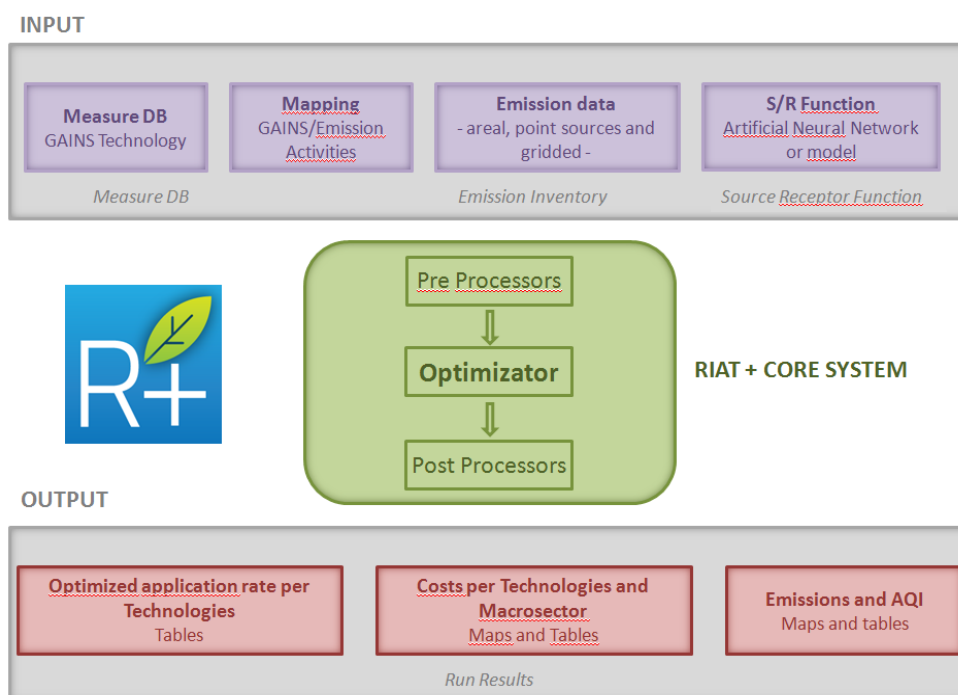 INPUT
Measure DB
GAINS Technology
Mapping
GAINS/Emission
Activities
Emission data
- areal, point sources and
gridded -
S/R Function
Artificial Neural Network
or model
Measure DB
Emission Inventory
Source Receptor Function
R+
Pre Processors
Optimizator
Post Processors
RIAT + CORE SYSTEM
OUTPUT
Optimized application rate per
Technologies
Tables
Costs per Technologies and
Macrosector
Maps and Tables
Emissions and AQI
Maps and tables
Run Results